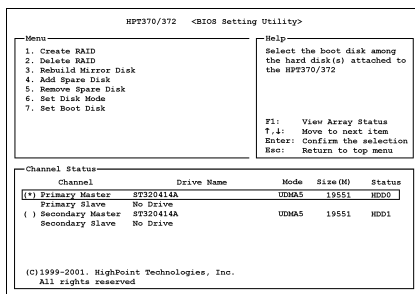 HPT370/372 <BIOS Setting Utility>
Menu
1. Create RAID
2. Delete RAID
3. Rebuild Mirror Disk
4. Add Spare Disk
5. Remove Spare Disk
6. Set Disk Mode
7. Set Boot Disk
Help
Select the boot disk among
the hard disk(s) attached to
the HPT370/372
F1: View Array Status
↑,↓: Move to next item
Enter: Confirm the selection
Esc: Return to top menu
Channel Status
Channel Drive Name Mode Size(M) Status
(*) Primary Master ST320414A UDMA5 19551 HDD0
Primary Slave No Drive
( ) Secondary Master ST320414A UDMA5 19551 HDD1
Secondary Slave No Drive
(C)1999-2001. HighPoint Technologies, Inc.
All rights reserved